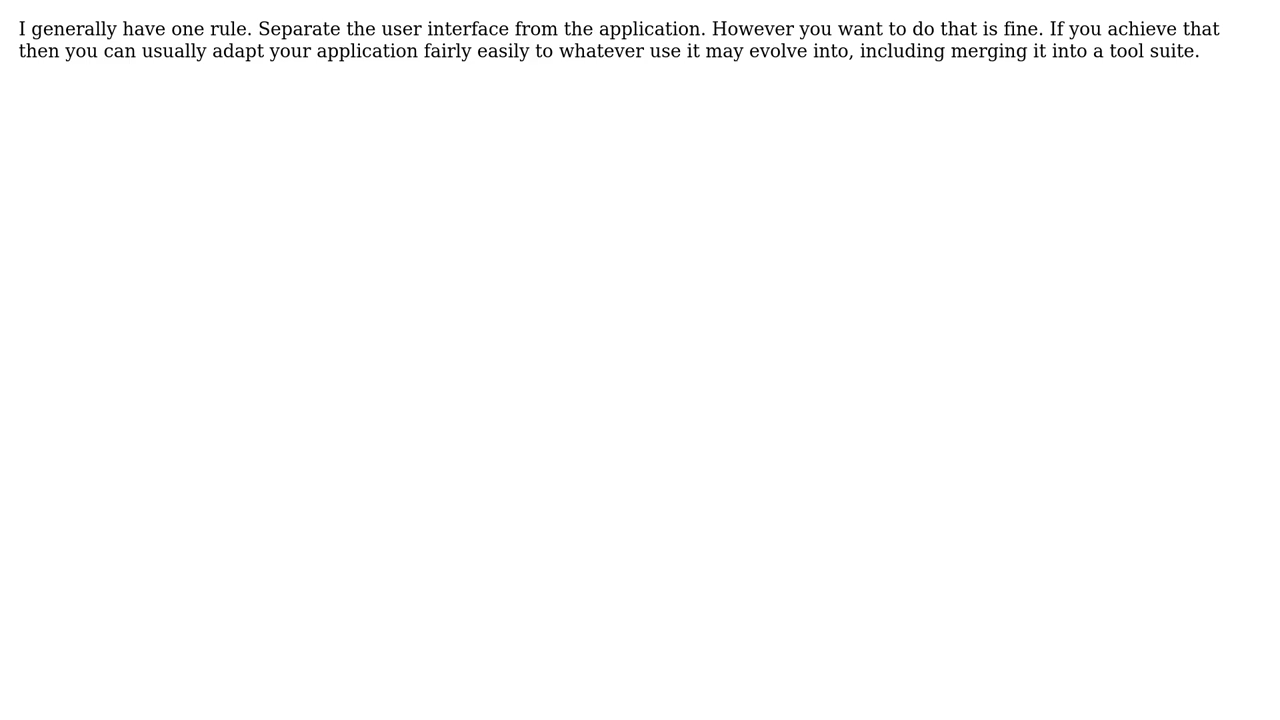 I generally have one rule. Separate the user interface from the application. However you want to do that is fine. If you achieve that
then you can usually adapt your application fairly easily to whatever use it may evolve into, including merging it into a tool suite.